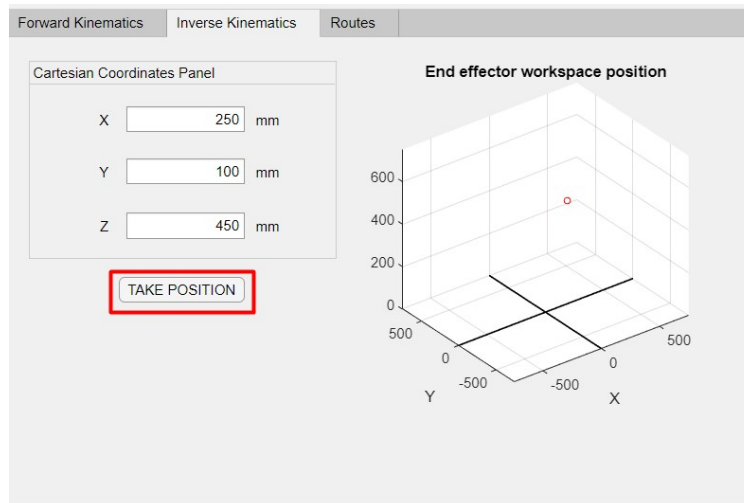 Forward Kinematics Inverse Kinematics Routes
Cartesian Coordinates Panel
X 250 mm
Y 100 mm
Z 450 mm
TAKE POSITION
End effector workspace position
600
400
200
0
500
0
-500
Y
-500
0
500
X